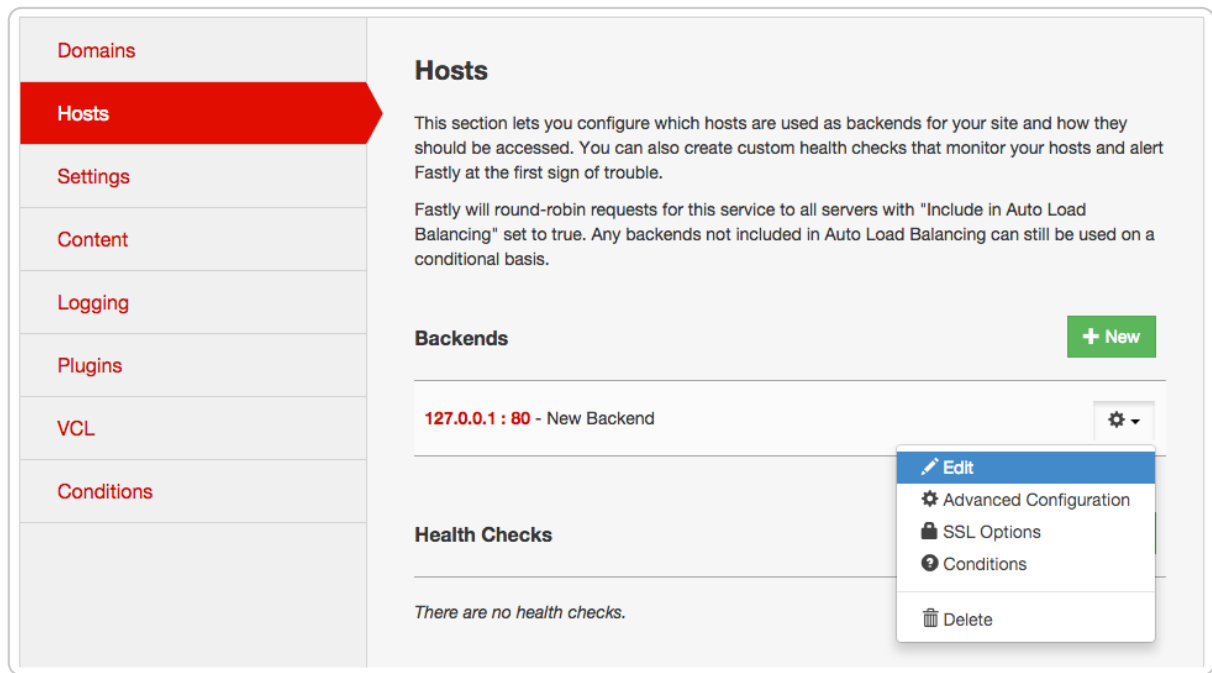 Domains
Hosts
Settings
Content
Logging
Plugins
VCL
Conditions
Hosts
This section lets you configure which hosts are used as backends for your site and how they
should be accessed. You can also create custom health checks that monitor your hosts and alert
Fastly at the first sign of trouble.
Fastly will round-robin requests for this service to all servers with "Include in Auto Load
Balancing" set to true. Any backends not included in Auto Load Balancing can still be used on a
conditional basis.
Backends
+ New
127.0.0.1 : 80 - New Backend
Edit
Advanced Configuration
SSL Options
Conditions
Delete
Health Checks
There are no health checks.